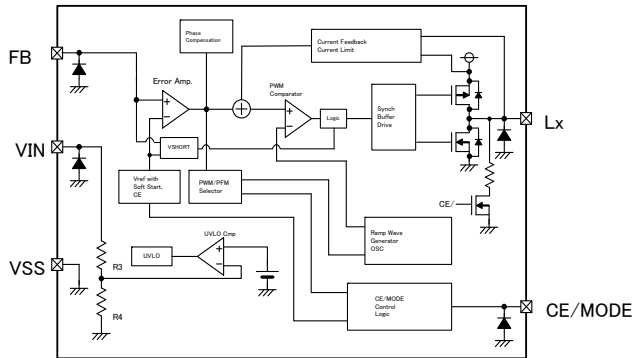 Phase
Compensation
Current Feedback
Current Limit
FB
Error Amp.
PWM
Comparator
Logic
Synch
Buffer
Drive
Lx
VSHORT
VIN
Vref with
Soft Start,
CE
PWM/PFM
Selector
CE/
UVLO Cmp
Ramp Wave
Generator
OSC
UVLO
R3
VSS
R4
CE/MODE
Control
Logic
CE/MODE